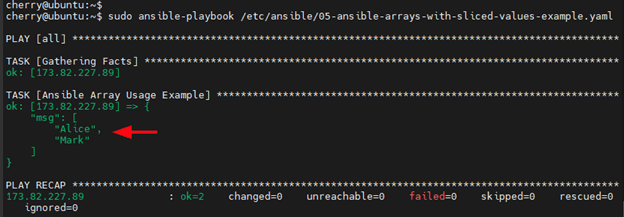 cherry@ubuntu:~$
cherry@ubuntu:~$ sudo ansible-playbook /etc/ansible/05-ansible-arrays-with-sliced-values-example.yaml
PLAY [all] ***********************************************************************************
TASK [Gathering Facts] ***********************************************************************
ok: [173.82.227.89]
TASK [Ansible Array Usage Example] ***********************************************************
ok: [173.82.227.89] => {
    "msg": [
        "Alice",
        "Mark"
    ]
}
PLAY RECAP ***********************************************************************************
173.82.227.89              : ok=2    changed=0    unreachable=0    failed=0    skipped=0    rescued=0
   ignored=0